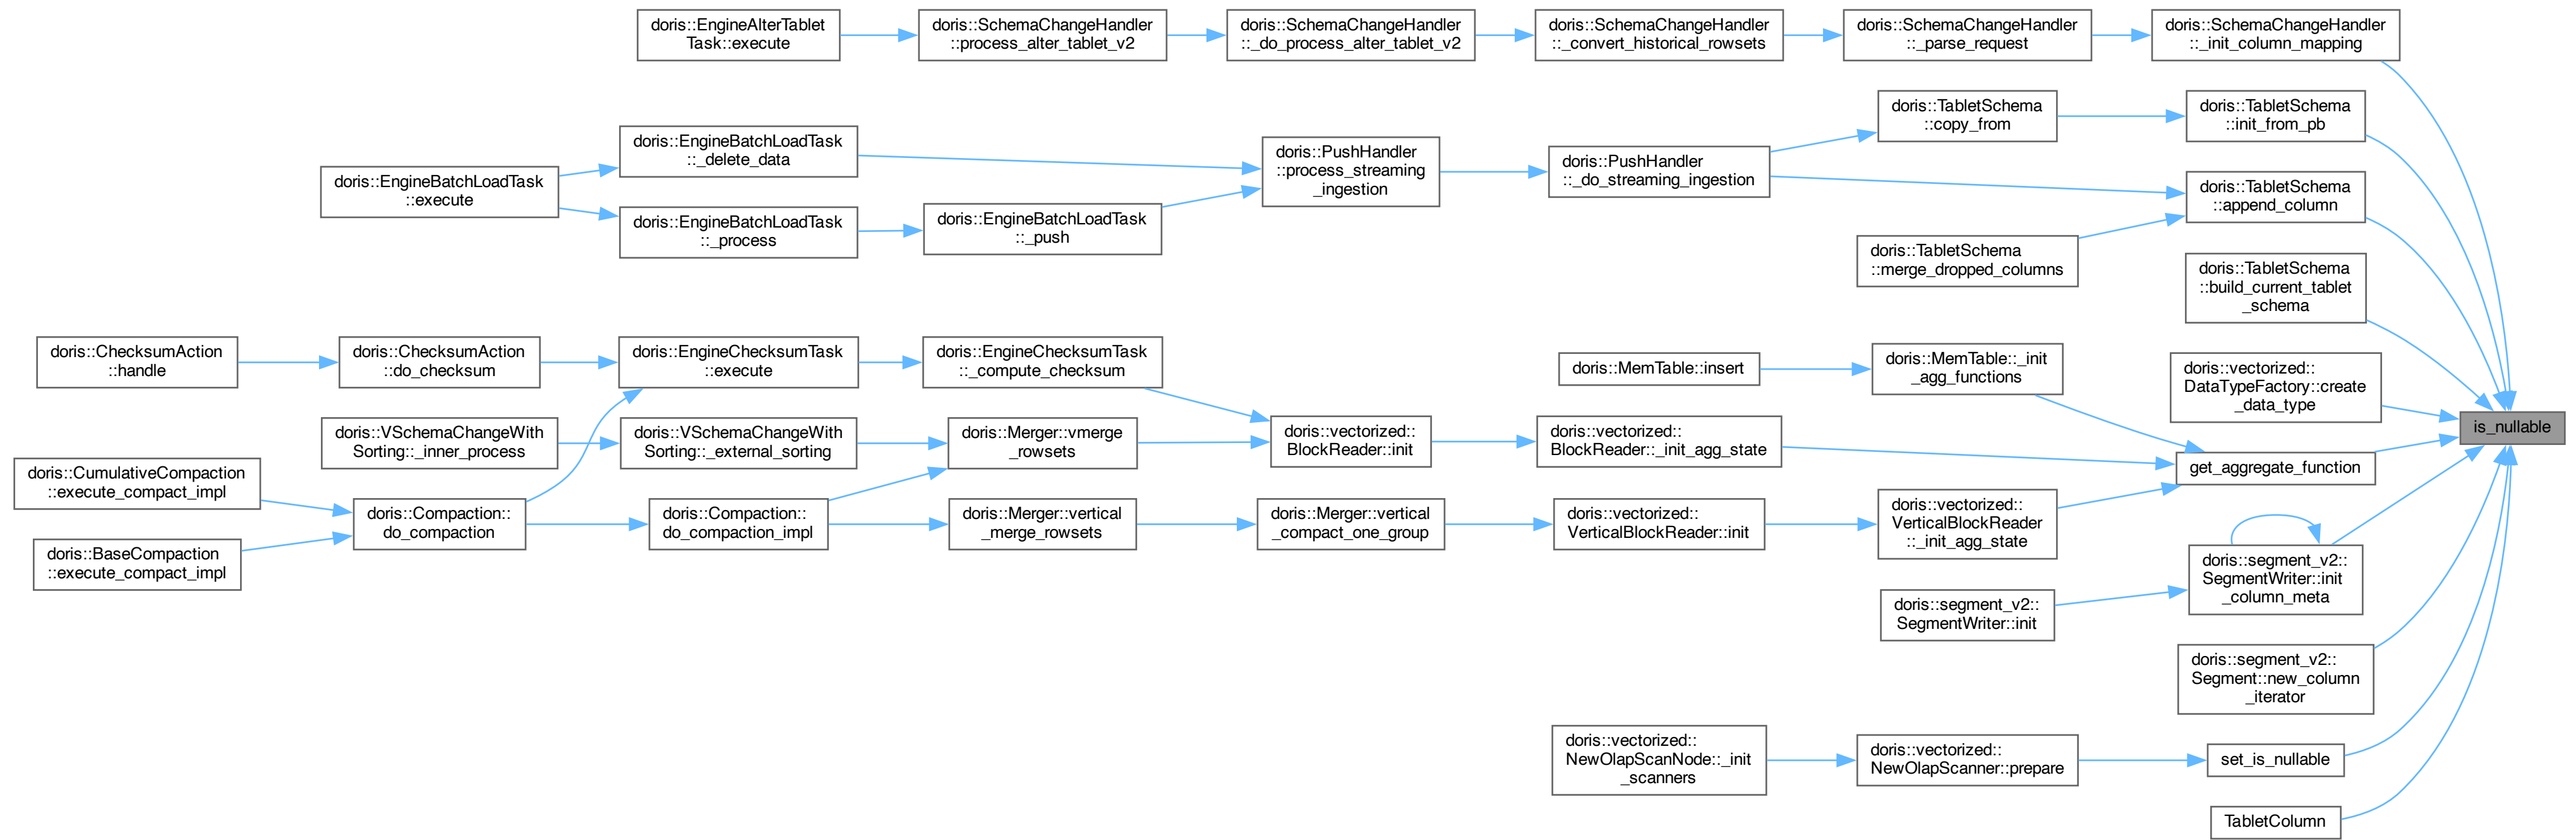 doris::EngineAlterTablet
Task::execute
doris::SchemaChangeHandler
::process_alter_tablet_v2
doris::SchemaChangeHandler
::_do_process_alter_tablet_v2
doris::SchemaChangeHandler
::_convert_historical_rowsets
doris::SchemaChangeHandler
::_parse_request
doris::SchemaChangeHandler
::_init_column_mapping
doris::EngineBatchLoadTask
::execute
doris::EngineBatchLoadTask
::_delete_data
doris::EngineBatchLoadTask
::_process
doris::EngineBatchLoadTask
::_push
doris::PushHandler
::process_streaming
_ingestion
doris::PushHandler
::_do_streaming_ingestion
doris::TabletSchema
::copy_from
doris::TabletSchema
::init_from_pb
doris::TabletSchema
::append_column
doris::TabletSchema
::merge_dropped_columns
doris::TabletSchema
::build_current_tablet
_schema
doris::vectorized::
DataTypeFactory::create
_data_type
is_nullable
doris::ChecksumAction
::handle
doris::ChecksumAction
::do_checksum
doris::EngineChecksumTask
::execute
doris::EngineChecksumTask
::_compute_checksum
doris::MemTable::insert
doris::MemTable::_init
_agg_functions
doris::VSchemaChangeWith
Sorting::_inner_process
doris::VSchemaChangeWith
Sorting::_external_sorting
doris::Merger::vmerge
_rowsets
doris::vectorized::
BlockReader::init
doris::vectorized::
BlockReader::_init_agg_state
get_aggregate_function
doris::CumulativeCompaction
::execute_compact_impl
doris::BaseCompaction
::execute_compact_impl
doris::Compaction::
do_compaction
doris::Compaction::
do_compaction_impl
doris::Merger::vertical
_merge_rowsets
doris::Merger::vertical
_compact_one_group
doris::vectorized::
VerticalBlockReader::init
doris::vectorized::
VerticalBlockReader
::_init_agg_state
doris::segment_v2::
SegmentWriter::init
_column_meta
doris::segment_v2::
SegmentWriter::init
doris::segment_v2::
Segment::new_column
_iterator
doris::vectorized::
NewOlapScanNode::_init
_scanners
doris::vectorized::
NewOlapScanner::prepare
set_is_nullable
TabletColumn